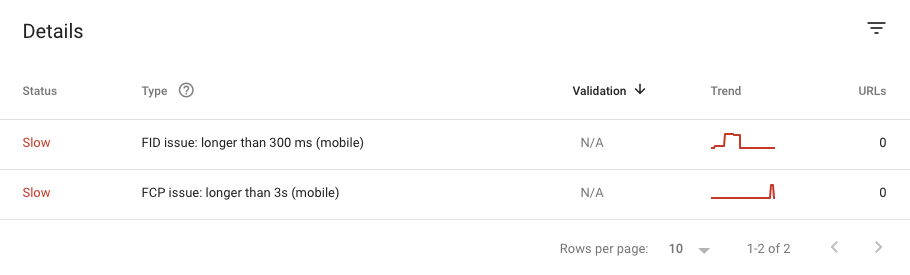 Details
Status Type Validation Trend URLs
Slow FID issue: longer than 300 ms (mobile) N/A 0
Slow FCP issue: longer than 3s (mobile) N/A 0
Rows per page: 10 1-2 of 2